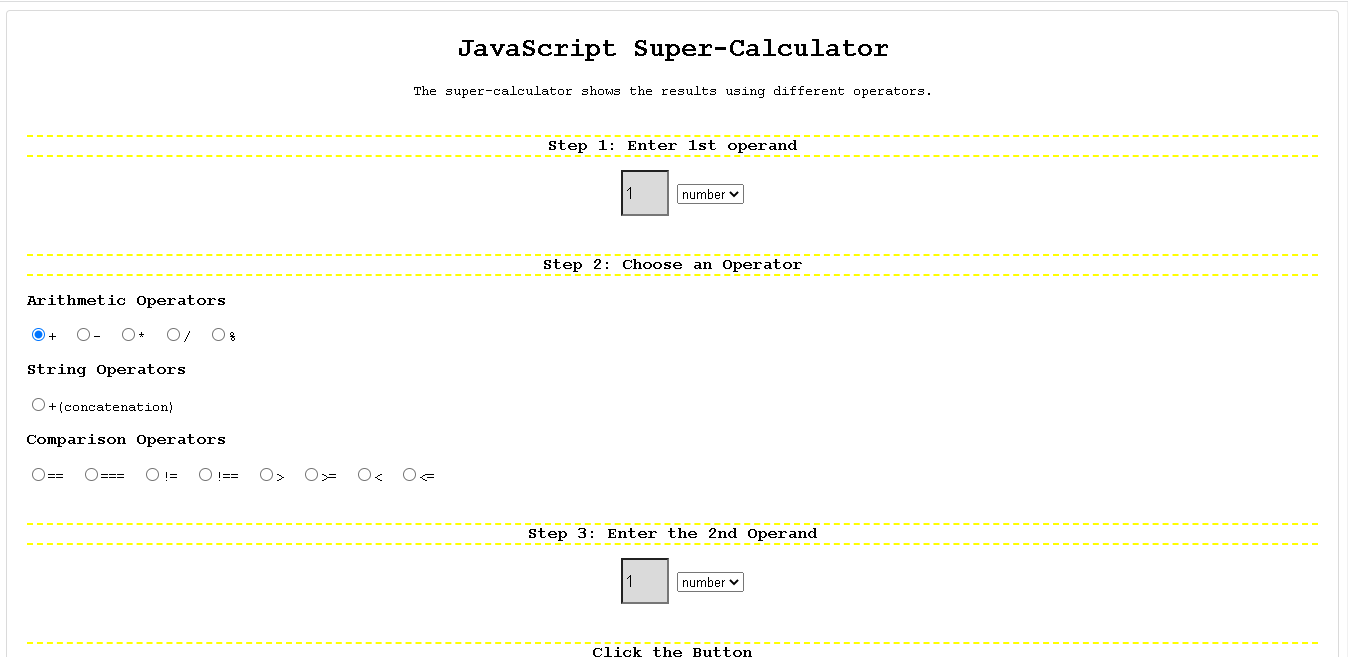 JavaScript Super-Calculator
The super-calculator shows the results using different operators.
Step 1: Enter 1st operand
1 number
Step 2: Choose an Operator
Arithmetic Operators
+ - * / %
String Operators
+(concatenation)
Comparison Operators
== === != !== > >= < <=
Step 3: Enter the 2nd Operand
1 number
Click the Button